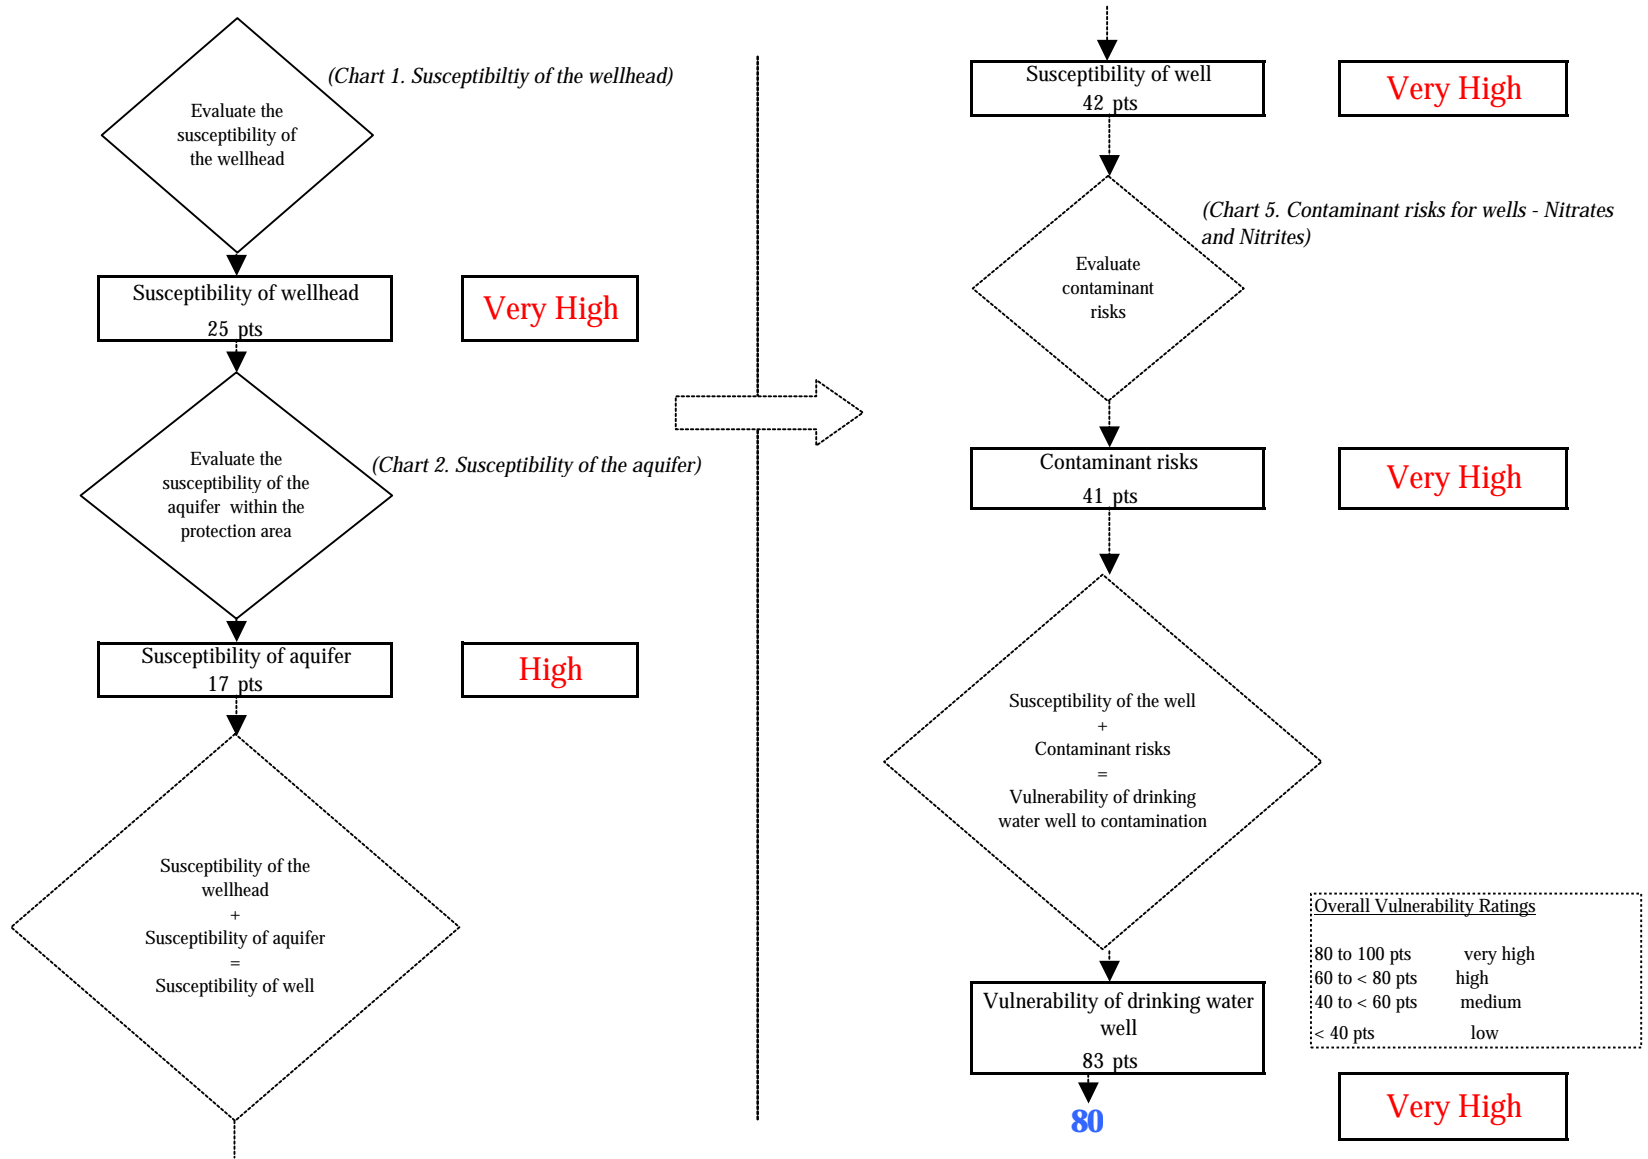 Evaluate the
susceptibility of
the wellhead
(Chart 1. Susceptibiltiy of the wellhead)
Susceptibility of wellhead
25 pts
Very High
Evaluate the
susceptibility of the
aquifer within the
protection area
(Chart 2. Susceptibility of the aquifer)
Susceptibility of aquifer
17 pts
High
Susceptibility of the
wellhead
+
Susceptibility of aquifer
=
Susceptibility of well
Susceptibility of well
42 pts
Very High
(Chart 5. Contaminant risks for wells - Nitrates
and Nitrites)
Evaluate
contaminant
risks
Contaminant risks
41 pts
Very High
Susceptibility of the well
+
Contaminant risks
=
Vulnerability of drinking
water well to contamination
Overall Vulnerability Ratings
80 to 100 pts very high
60 to < 80 pts high
40 to < 60 pts medium
< 40 pts low
Vulnerability of drinking water
well
83 pts
80
Very High